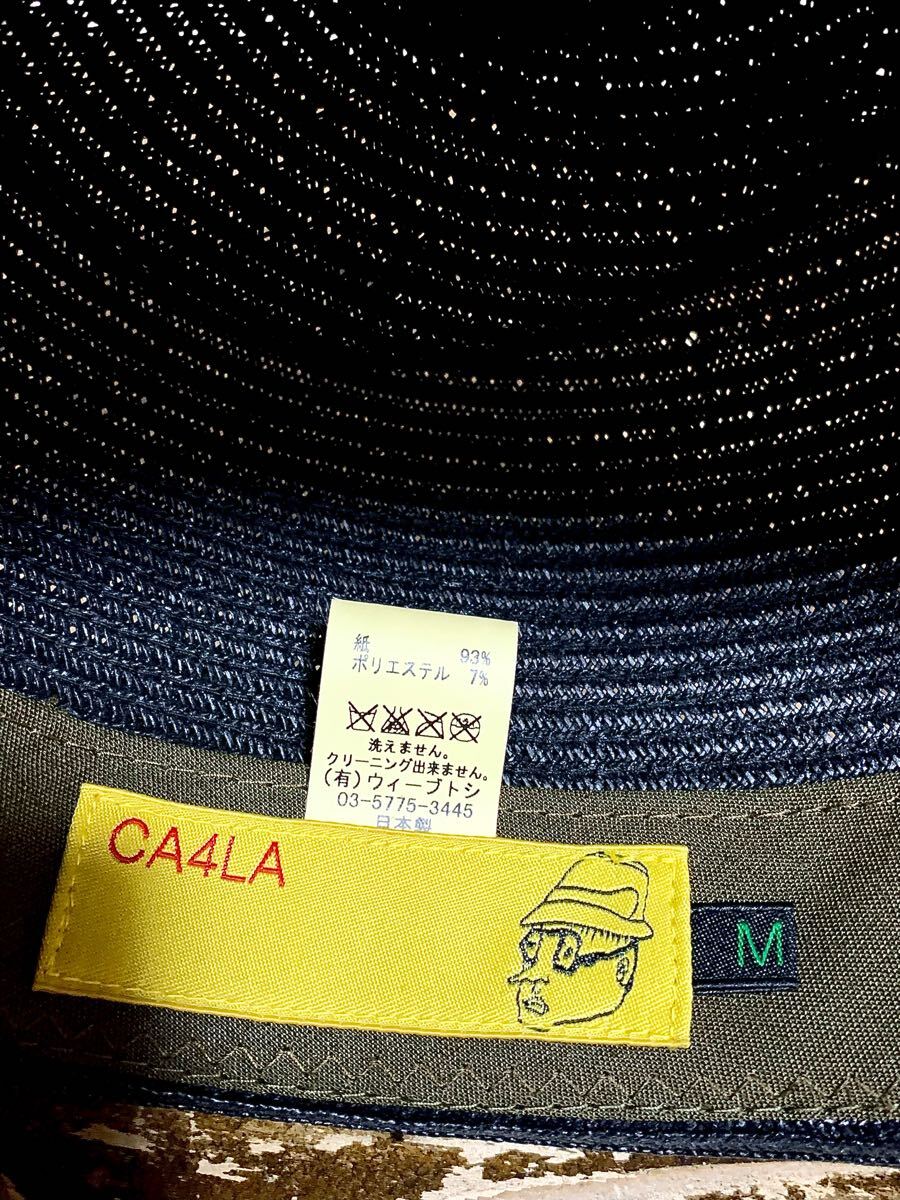 紙 93%
ポリエステル 7%
洗えません。
クリーニング出来ません。
(有)ウィーブトシ
03-5775-3445
日本製
CA4LA
M